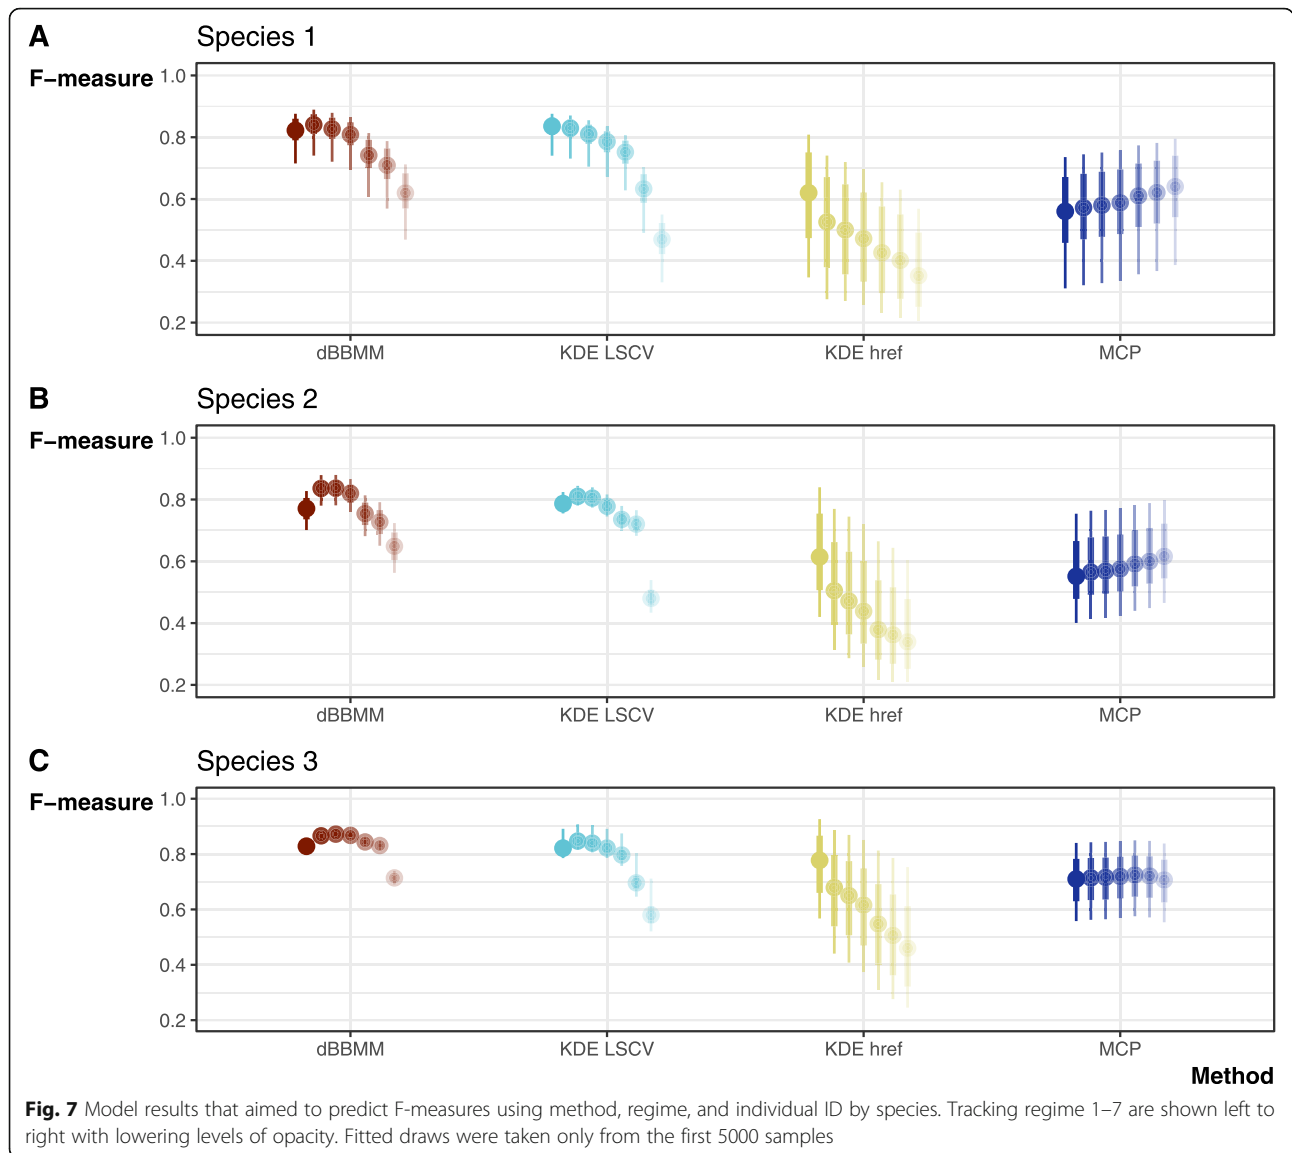 A
Species 1
F−measure
1.0
0.8
0.6
0.4
0.2
dBBMM KDE LSCV KDE href MCP
B
Species 2
F−measure
1.0
0.8
0.6
0.4
0.2
dBBMM KDE LSCV KDE href MCP
C
Species 3
F−measure
1.0
0.8
0.6
0.4
0.2
dBBMM KDE LSCV KDE href MCP
Method
Fig. 7 Model results that aimed to predict F-measures using method, regime, and individual ID by species. Tracking regime 1–7 are shown left to
right with lowering levels of opacity. Fitted draws were taken only from the first 5000 samples